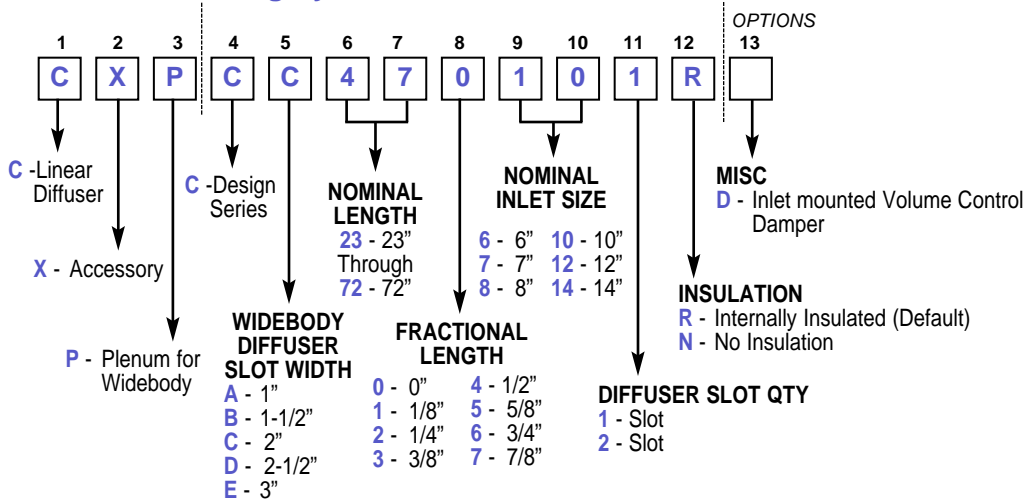 OPTIONS
1 2 3 4 5 6 7 8 9 10 11 12 13
C X P C C 4 7 0 1 0 1 R
C -Linear
Diffuser
X - Accessory
P - Plenum for
Widebody
C -Design
Series
WIDEBODY
DIFFUSER
SLOT WIDTH
A - 1”
B - 1-1/2”
C - 2”
D - 2-1/2”
E - 3”
NOMINAL
LENGTH
23 - 23”
Through
72 - 72”
FRACTIONAL
LENGTH
0 - 0” 4 - 1/2”
1 - 1/8” 5 - 5/8”
2 - 1/4” 6 - 3/4”
3 - 3/8” 7 - 7/8”
NOMINAL
INLET SIZE
6 - 6” 10 - 10”
7 - 7” 12 - 12”
8 - 8” 14 - 14”
DIFFUSER SLOT QTY
1 - Slot
2 - Slot
INSULATION
R - Internally Insulated (Default)
N - No Insulation
MISC
D - Inlet mounted Volume Control
Damper